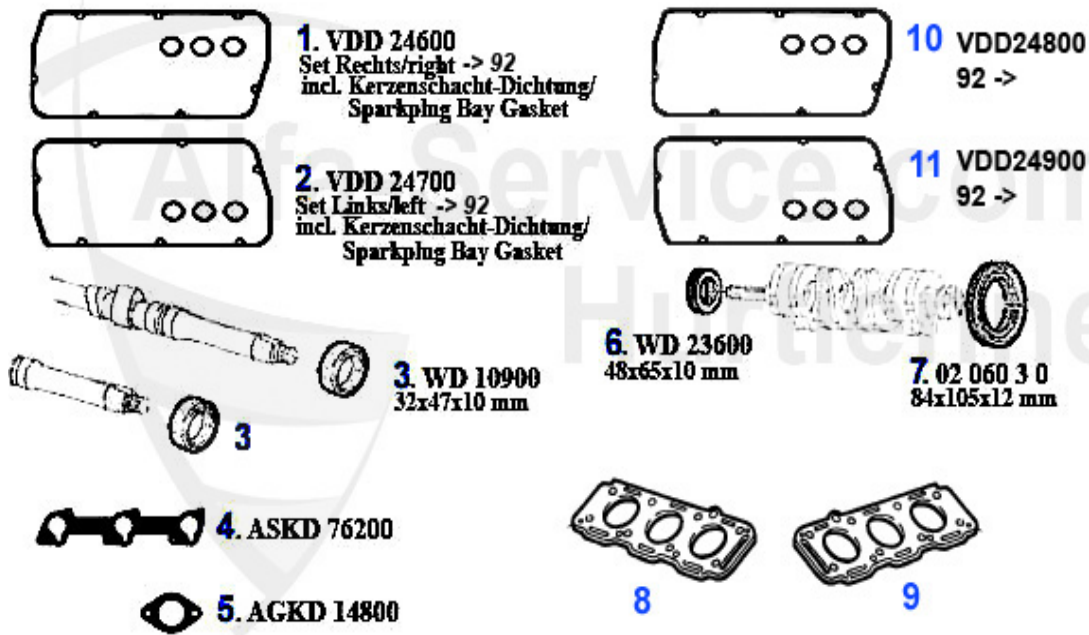 1. VDD 24600
Set Rechts/right -> 92
incl. Kerzenschacht-Dichtung/
Sparkplug Bay Gasket
10 VDD24800
92 ->
2. VDD 24700
Set Links/left -> 92
incl. Kerzenschacht-Dichtung/
Sparkplug Bay Gasket
11 VDD24900
92 ->
3. WD 10900
32x47x10 mm
3
6. WD 23600
48x65x10 mm
7. 02 060 3 0
84x105x12 mm
4. ASKD 76200
5. AGKD 14800
8
9
Alfa-Service.com